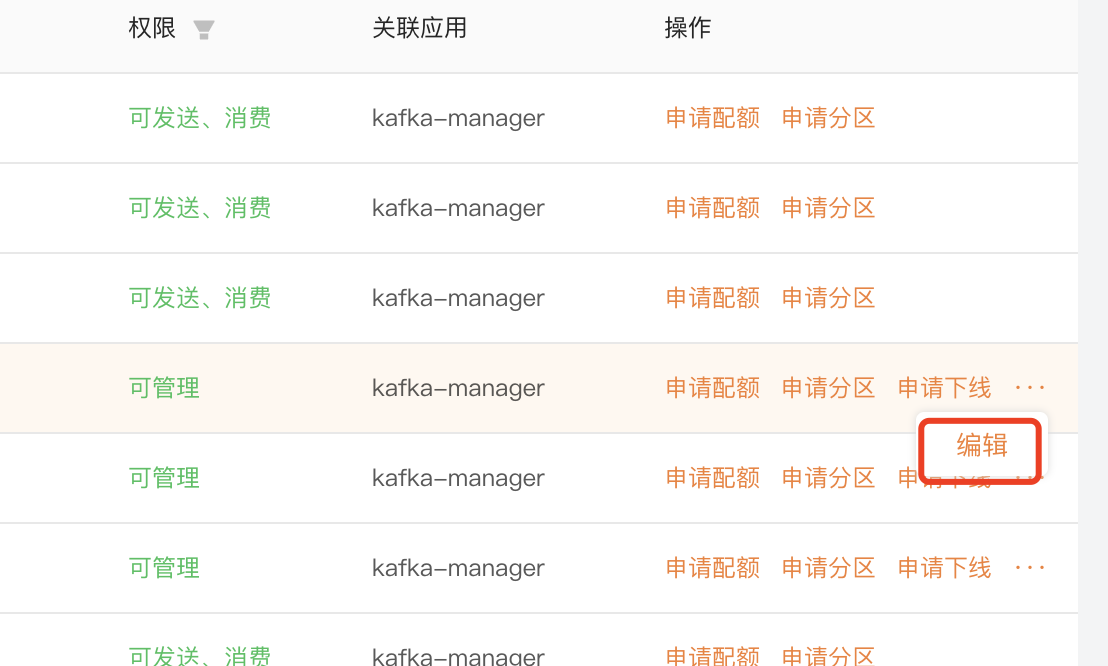 权限 关联应用 操作
可发送、消费 kafka-manager 申请配额 申请分区
可发送、消费 kafka-manager 申请配额 申请分区
可发送、消费 kafka-manager 申请配额 申请分区
可管理 kafka-manager 申请配额 申请分区 申请下线 ···
编辑
可管理 kafka-manager 申请配额 申请分区 申请下线 ···
可管理 kafka-manager 申请配额 申请分区 申请下线 ···
可发送、消费 kafka-manager 申请配额 申请分区